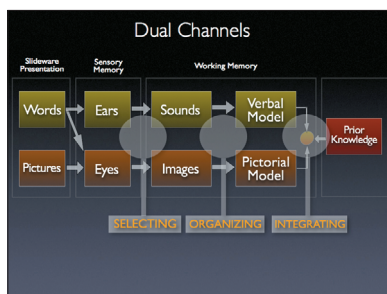 Dual Channels
Slideware
Presentation
Sensory
Memory
Working Memory
Words
Ears
Sounds
Verbal
Model
Prior
Knowledge
Pictures
Eyes
Images
Pictorial
Model
SELECTING
ORGANIZING
INTEGRATING